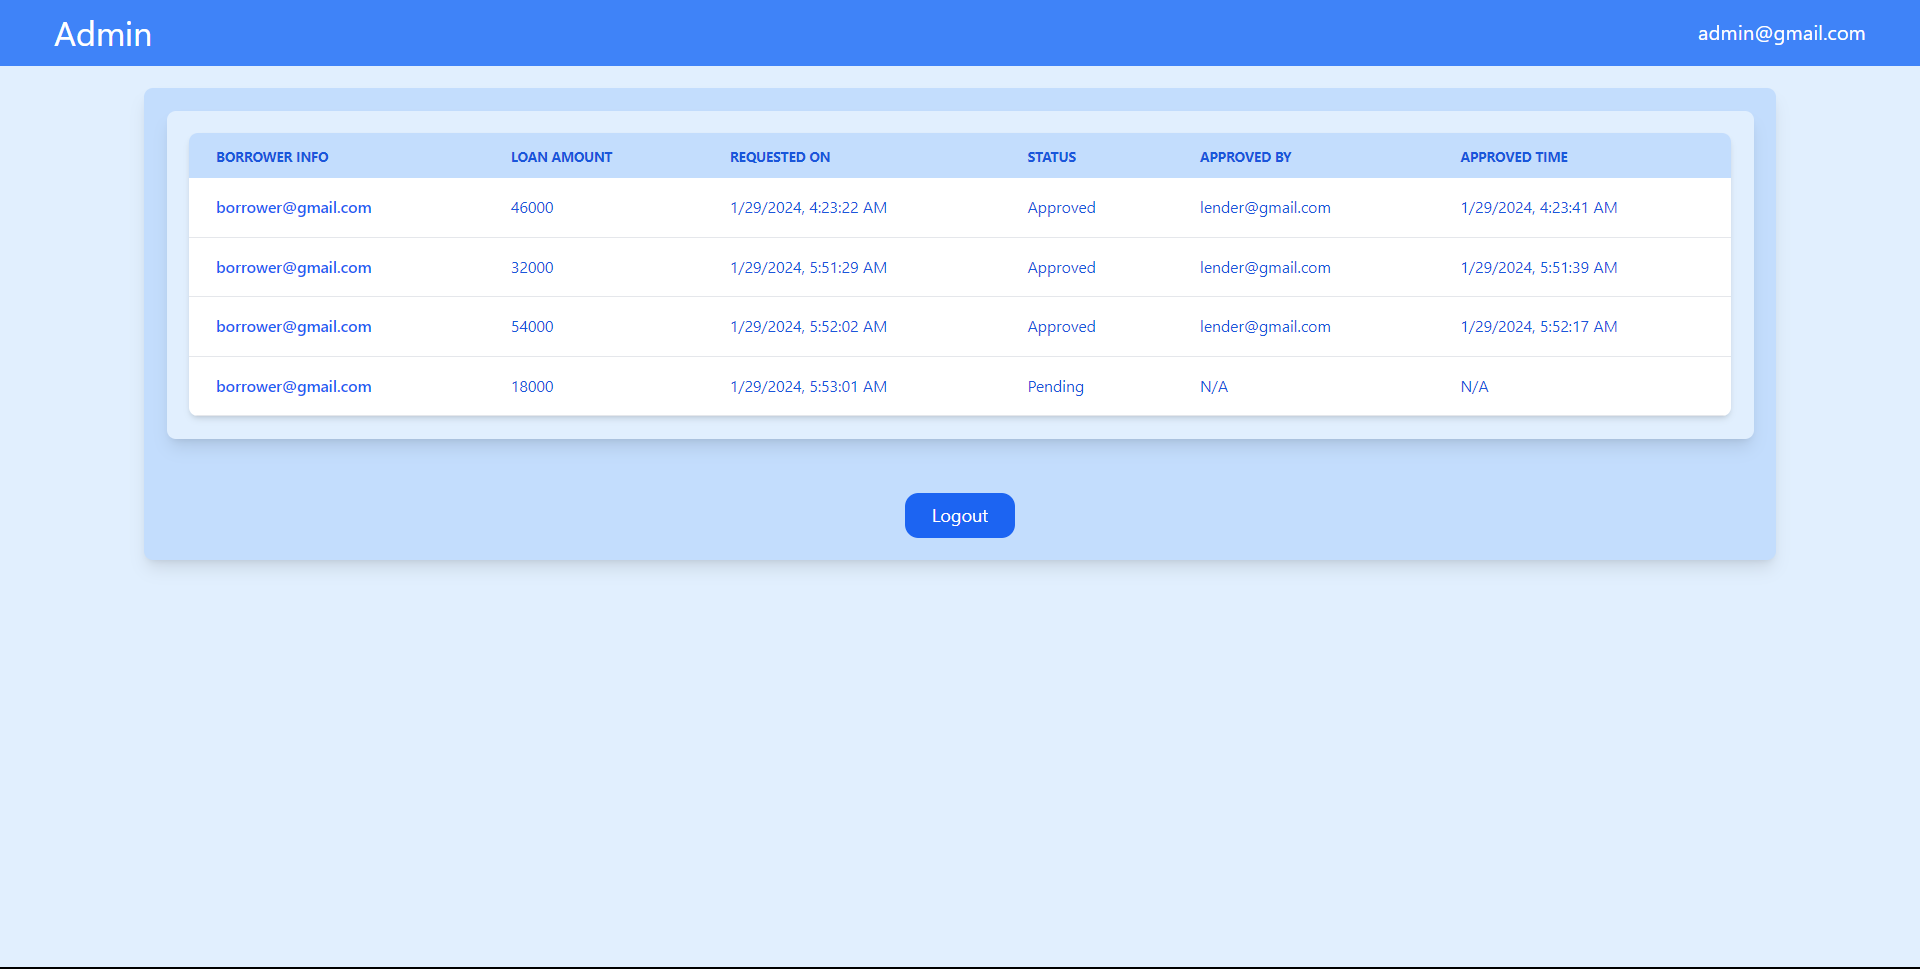 Admin admin@gmail.com
BORROWER INFO LOAN AMOUNT REQUESTED ON STATUS APPROVED BY APPROVED TIME
borrower@gmail.com 46000 1/29/2024, 4:23:22 AM Approved lender@gmail.com 1/29/2024, 4:23:41 AM
borrower@gmail.com 32000 1/29/2024, 5:51:29 AM Approved lender@gmail.com 1/29/2024, 5:51:39 AM
borrower@gmail.com 54000 1/29/2024, 5:52:02 AM Approved lender@gmail.com 1/29/2024, 5:52:17 AM
borrower@gmail.com 18000 1/29/2024, 5:53:01 AM Pending N/A N/A
Logout